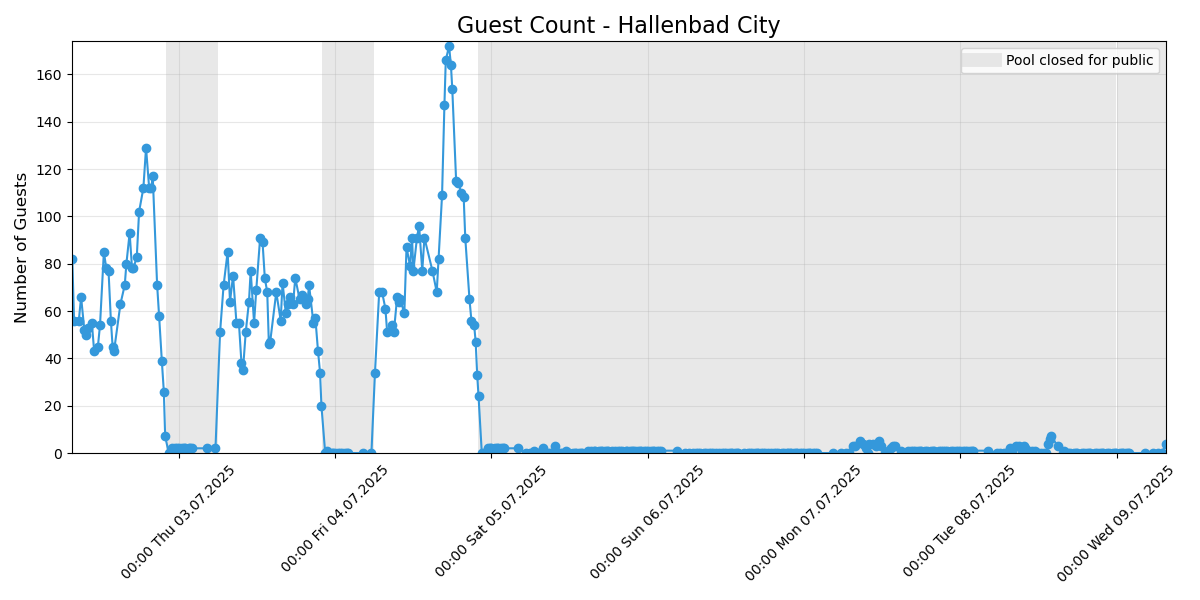 Guest Count - Hallenbad City
Pool closed for public
Number of Guests
160
140
120
100
80
60
40
20
0
00:00 Thu 03.07.2025
00:00 Fri 04.07.2025
00:00 Sat 05.07.2025
00:00 Sun 06.07.2025
00:00 Mon 07.07.2025
00:00 Tue 08.07.2025
00:00 Wed 09.07.2025